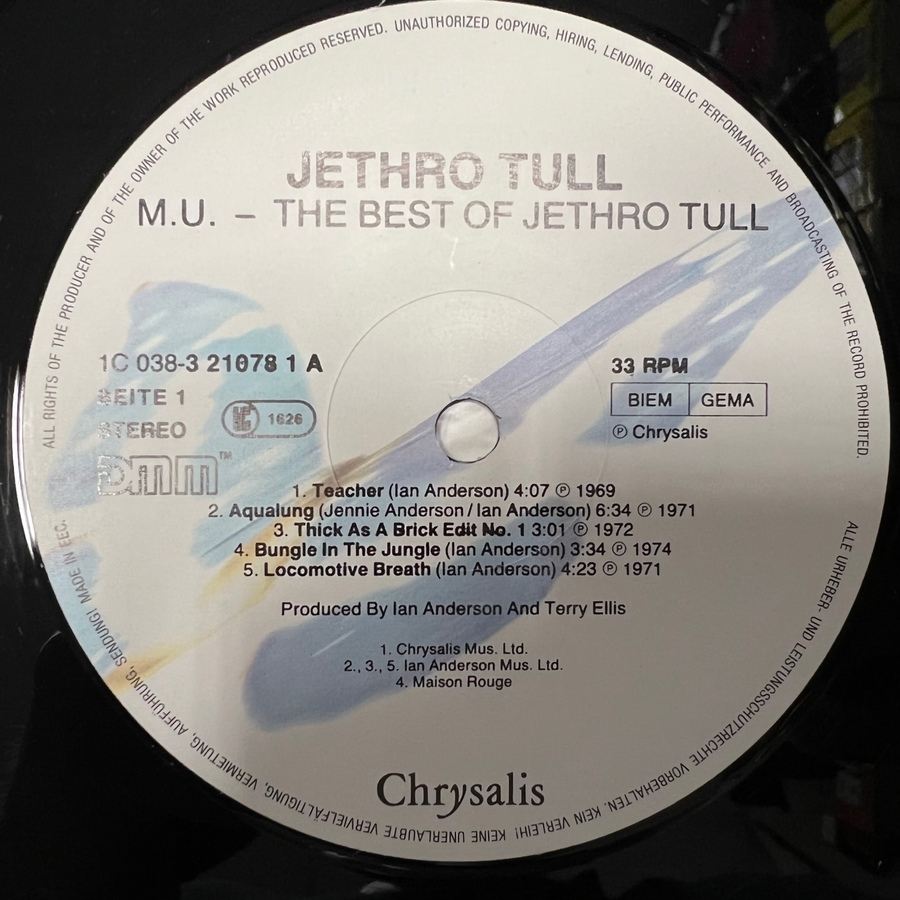 ALL RIGHTS OF THE PRODUCER AND OF THE OWNER OF THE WORK REPRODUCED RESERVED. UNAUTHORIZED COPYING, HIRING, LENDING, PUBLIC PERFORMANCE AND BROADCASTING OF THE RECORD PROHIBITED.
JETHRO TULL
M.U. – THE BEST OF JETHRO TULL
1C 038-3 21078 1 A
33 RPM
SEITE 1
BIEM GEMA
LC 1626
STEREO
℗ Chrysalis
DMM™
1. Teacher (Ian Anderson) 4:07 ℗ 1969
2. Aqualung (Jennie Anderson / Ian Anderson) 6:34 ℗ 1971
3. Thick As A Brick Edit No. 1 3:01 ℗ 1972
4. Bungle In The Jungle (Ian Anderson) 3:34 ℗ 1974
5. Locomotive Breath (Ian Anderson) 4:23 ℗ 1971
Produced By Ian Anderson And Terry Ellis
1. Chrysalis Mus. Ltd.
2., 3., 5. Ian Anderson Mus. Ltd.
4. Maison Rouge
Chrysalis
ALLE URHEBER- UND LEISTUNGSSCHUTZRECHTE VORBEHALTEN. KEIN VERLEIH! KEINE UNERLAUBTE VERVIELFÄLTIGUNG, VERMIETUNG, AUFFÜHRUNG, SENDUNG! MADE IN EEC.